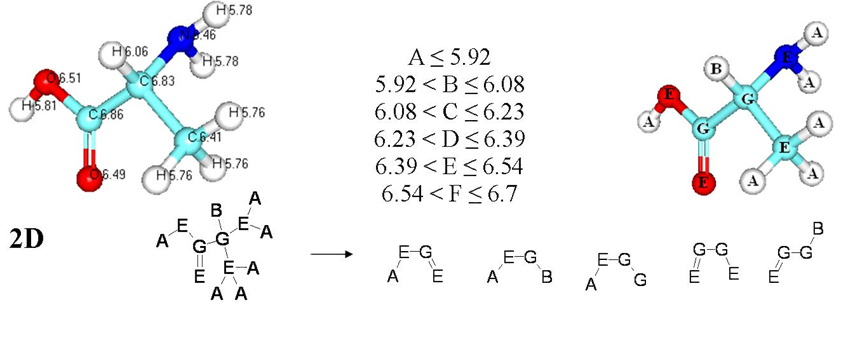 H 5.78
N 6.46
H 6.06
H 5.78
O 6.51
C 6.83
H 5.81
C 6.86
H 5.76
C 6.41
O 6.49
H 5.76
H 5.76
A ≤ 5.92
5.92 < B ≤ 6.08
6.08 < C ≤ 6.23
6.23 < D ≤ 6.39
6.39 < E ≤ 6.54
6.54 < F ≤ 6.7
A
B E
E A
A G
G A
E
E A A
2D
A
B
E E A
A G G
E E A
A A
E G
A E
E G
A B
E G
A G
G G
E E
B
G G
E